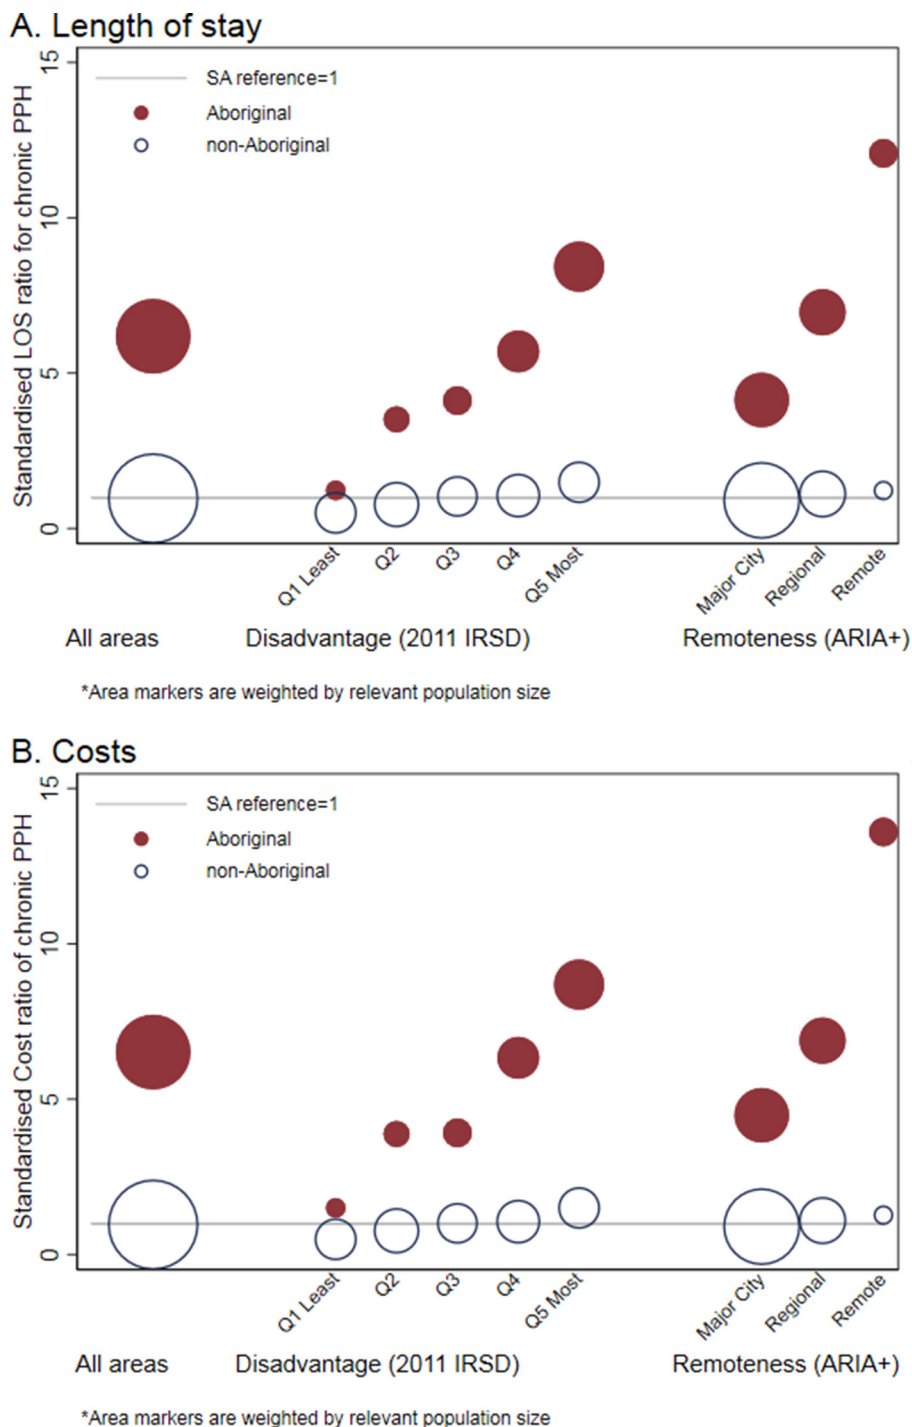 A. Length of stay
Standardised LOS ratio for chronic PPH
15
10
5
0
SA reference=1
Aboriginal
non-Aboriginal
Q1 Least
Q2
Q3
Q4
Q5 Most
Major City
Regional
Remote
All areas
Disadvantage (2011 IRSD)
Remoteness (ARIA+)
*Area markers are weighted by relevant population size
B. Costs
Standardised Cost ratio of chronic PPH
15
10
5
0
SA reference=1
Aboriginal
non-Aboriginal
Q1 Least
Q2
Q3
Q4
Q5 Most
Major City
Regional
Remote
All areas
Disadvantage (2011 IRSD)
Remoteness (ARIA+)
*Area markers are weighted by relevant population size